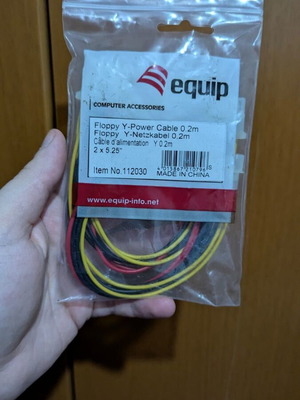 equip
COMPUTER ACCESSORIES
Floppy Y-Power Cable 0.2m
Floppy Y-Netzkabel 0.2m
Câble d'alimentation Y 0.2m
2 x 5.25"
Item No.112030
MADE IN CHINA
www.equip-info.net